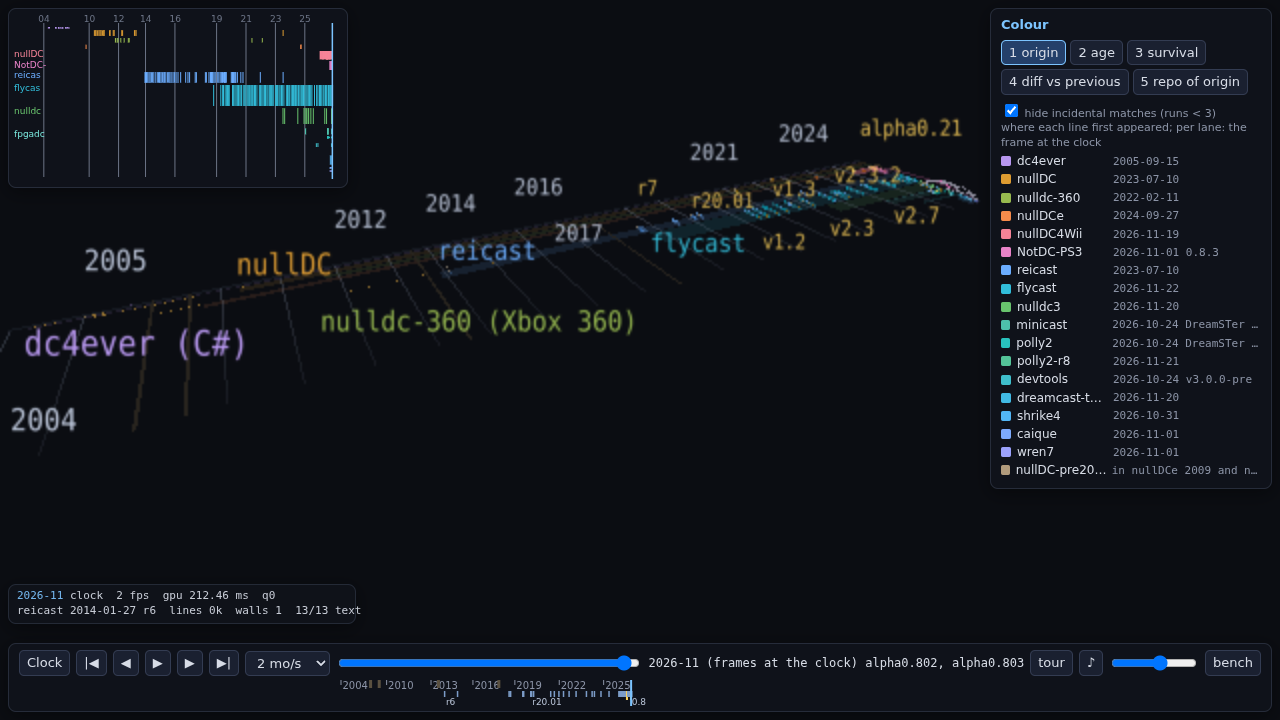 04 10 12 14 16 19 21 23 25
nullDC
NotDC-
reicas
flycas
nulldc
fpgadc
2004
2005
2012
2014
2016
2017
2021
2024
alpha0.21
r7
r20.01
v1.3
v2.3.2
v1.2
v2.3
v2.7
nullDC
reicast
flycast
dc4ever (C#)
nulldc-360 (Xbox 360)
Colour
1 origin
2 age
3 survival
4 diff vs previous
5 repo of origin
hide incidental matches (runs < 3)
where each line first appeared; per lane: the
frame at the clock
dc4ever 2005-09-15
nullDC 2023-07-10
nulldc-360 2022-02-11
nullDCe 2024-09-27
nullDC4Wii 2026-11-19
NotDC-PS3 2026-11-01 0.8.3
reicast 2023-07-10
flycast 2026-11-22
nulldc3 2026-11-20
minicast 2026-10-24 DreamSTer …
polly2 2026-10-24 DreamSTer …
polly2-r8 2026-11-21
devtools 2026-10-24 v3.0.0-pre
dreamcast-t… 2026-11-20
shrike4 2026-10-31
caique 2026-11-01
wren7 2026-11-01
nullDC-pre20… in nullDCe 2009 and n…
2026-11 clock 2 fps gpu 212.46 ms q0
reicast 2014-01-27 r6 lines 0k walls 1 13/13 text
Clock |◀ ◀ ▶ ▶ ▶| 2 mo/s 2026-11 (frames at the clock) alpha0.802, alpha0.803 tour ♪ bench
2004 2010 2013 2016 2019 2022 2025
r6 r20.01 0.8